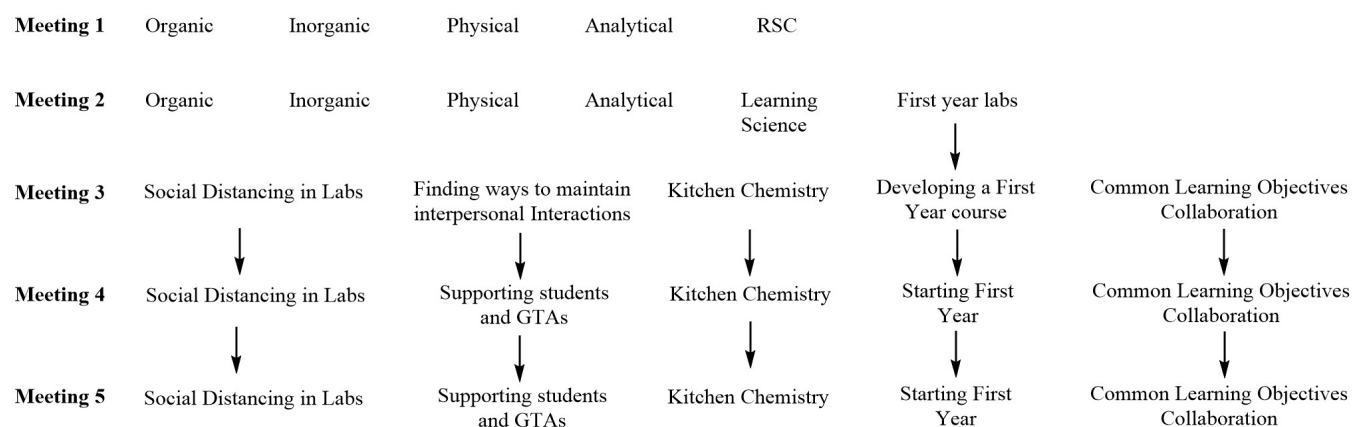 Meeting 1 Organic Inorganic Physical Analytical RSC
Meeting 2 Organic Inorganic Physical Analytical Learning First year labs
Science
Meeting 3 Social Distancing in Labs Finding ways to maintain Kitchen Chemistry Developing a First Common Learning Objectives
interpersonal Interactions Year course Collaboration
Meeting 4 Social Distancing in Labs Supporting students Kitchen Chemistry Starting First Common Learning Objectives
and GTAs Year Collaboration
Meeting 5 Social Distancing in Labs Supporting students Kitchen Chemistry Starting First Common Learning Objectives
and GTAs Year Collaboration